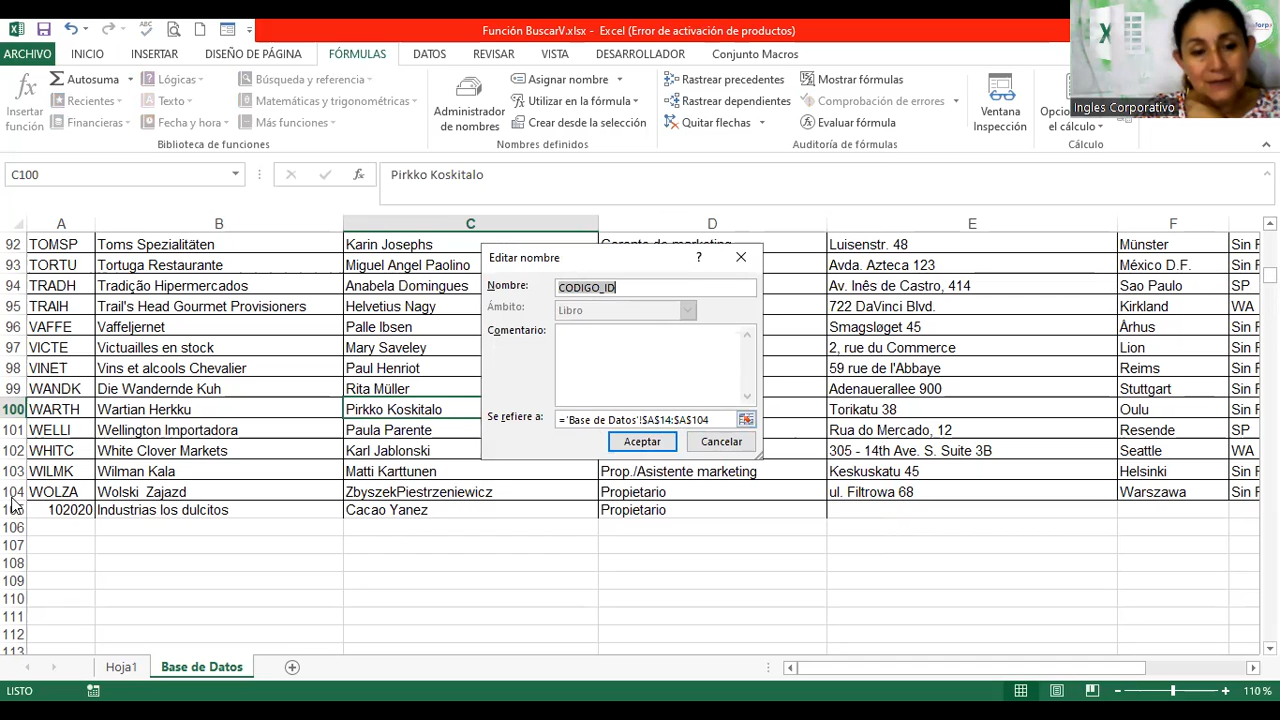 Función BuscarV.xlsx - Excel (Error de activación de productos)
ARCHIVO INICIO INSERTAR DISEÑO DE PÁGINA FÓRMULAS DATOS REVISAR VISTA DESARROLLADOR Conjunto Macros
Ingles Corporativo
Insertar función
Autosuma Lógicas Búsqueda y referencia
Recientes Texto Matemáticas y trigonométricas
Financieras Fecha y hora Más funciones
Biblioteca de funciones
Administrador de nombres
Asignar nombre
Utilizar en la fórmula
Crear desde la selección
Nombres definidos
Rastrear precedentes Mostrar fórmulas
Rastrear dependientes Comprobación de errores
Quitar flechas Evaluar fórmula
Auditoría de fórmulas
Ventana Inspección
el cálculo
Cálculo
C100 fx Pirkko Koskitalo
A B C D E F
92 TOMSP Toms Spezialitäten Karin Josephs Gerente de marketing Luisenstr. 48 Münster
93 TORTU Tortuga Restaurante Miguel Angel Paolino Avda. Azteca 123 México D.F.
94 TRADH Tradição Hipermercados Anabela Domingues Av. Inês de Castro, 414 Sao Paulo SP
95 TRAIH Trail's Head Gourmet Provisioners Helvetius Nagy 722 DaVinci Blvd. Kirkland WA
96 VAFFE Vaffeljernet Palle Ibsen Smagsløget 45 Århus
97 VICTE Victuailles en stock Mary Saveley 2, rue du Commerce Lion
98 VINET Vins et alcools Chevalier Paul Henriot 59 rue de l'Abbaye Reims
99 WANDK Die Wandernde Kuh Rita Müller Adenauerallee 900 Stuttgart
100 WARTH Wartian Herkku Pirkko Koskitalo Torikatu 38 Oulu
101 WELLI Wellington Importadora Paula Parente Rua do Mercado, 12 Resende SP
102 WHITC White Clover Markets Karl Jablonski 305 - 14th Ave. S. Suite 3B Seattle WA
103 WILMK Wilman Kala Matti Karttunen Prop./Asistente marketing Keskuskatu 45 Helsinki
104 WOLZA Wolski Zajazd ZbyszekPiestrzeniewicz Propietario ul. Filtrowa 68 Warszawa
102020 Industrias los dulcitos Cacao Yanez Propietario
106
107
108
109
110
111
112
113
Editar nombre ?
Nombre: CODIGO_ID
Ámbito: Libro
Comentario:
Se refiere a: ='Base de Datos'!$A$14:$A$104
Aceptar Cancelar
Hoja1 Base de Datos
LISTO 110 %